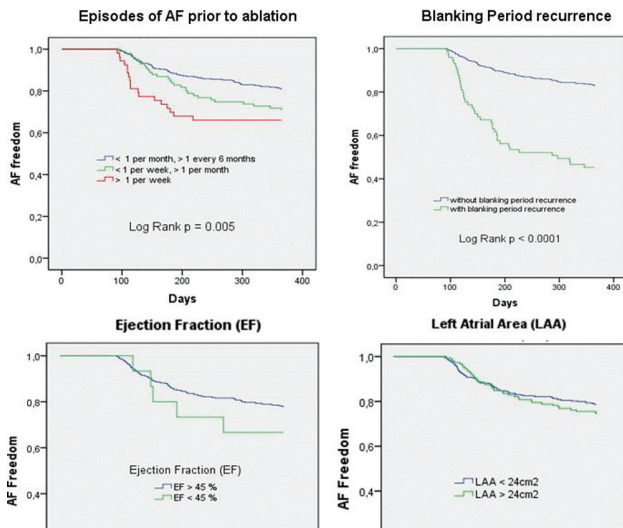 Episodes of AF prior to ablation
1,0
0,8
0,6
0,4
0,2
0,0
AF freedom
< 1 per month, > 1 every 6 months
< 1 per week, > 1 per month
> 1 per week
Log Rank p = 0.005
0
100
200
300
400
Days
Blanking Period recurrence
1,0
0,8
0,6
0,4
0,2
0,0
AF freedom
without blanking period recurrence
with blanking period recurrence
Log Rank p < 0.0001
0
100
200
300
400
Days
Ejection Fraction (EF)
1,0
0,8
0,6
0,4
AF Freedom
Ejection Fraction (EF)
EF > 45 %
EF < 45 %
Left Atrial Area (LAA)
1,0
0,8
0,6
0,4
AF Freedom
LAA < 24cm2
LAA > 24cm2